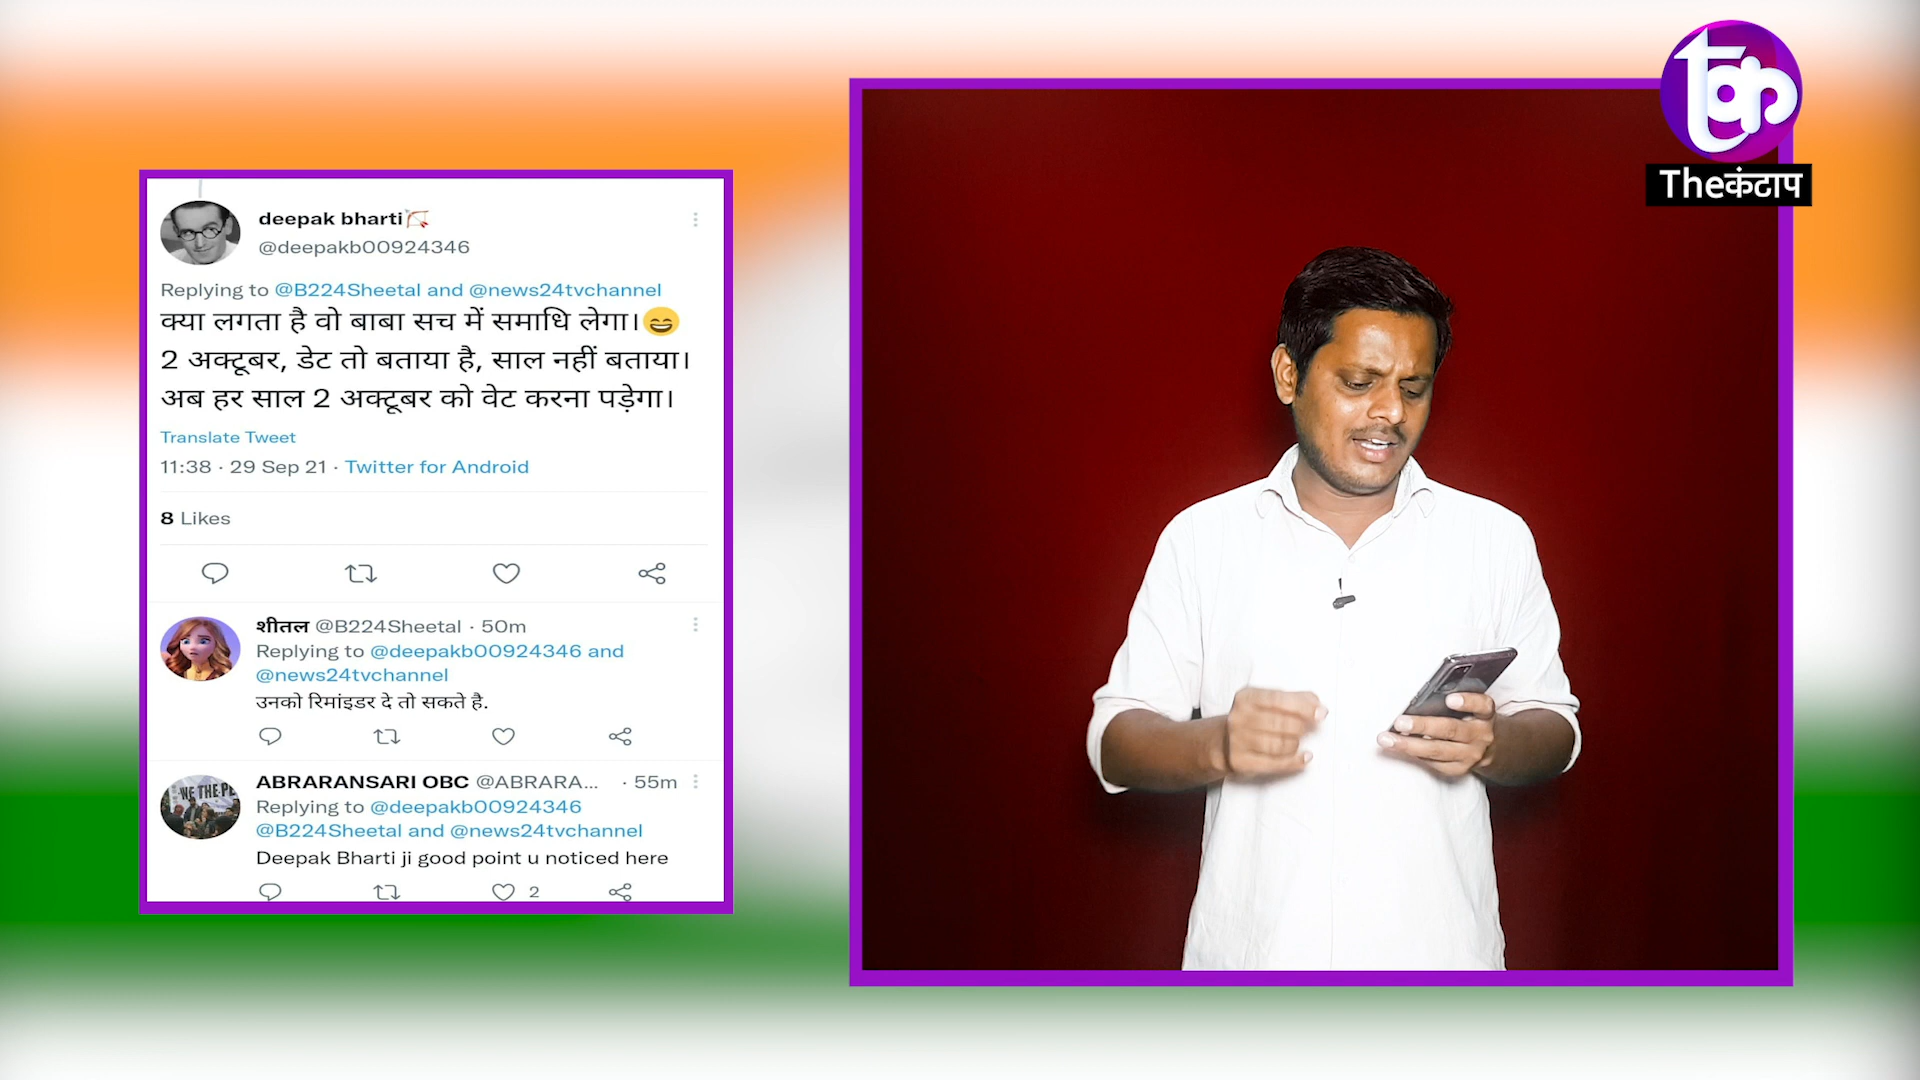 deepak bharti
@deepakb00924346
Replying to @B224Sheetal and @news24tvchannel
क्या लगता है वो बाबा सच में समाधि लेगा।😄
2 अक्टूबर, डेट तो बताया है, साल नहीं बताया।
अब हर साल 2 अक्टूबर को वेट करना पड़ेगा।
Translate Tweet
11:38 · 29 Sep 21 · Twitter for Android
8 Likes
शीतल @B224Sheetal · 50m
Replying to @deepakb00924346 and
@news24tvchannel
उनको रिमांइडर दे तो सकते है.
ABRARANSARI OBC @ABRARA... · 55m
Replying to @deepakb00924346
@B224Sheetal and @news24tvchannel
Deepak Bharti ji good point u noticed here
2
WE THE PE
Theकंटाप